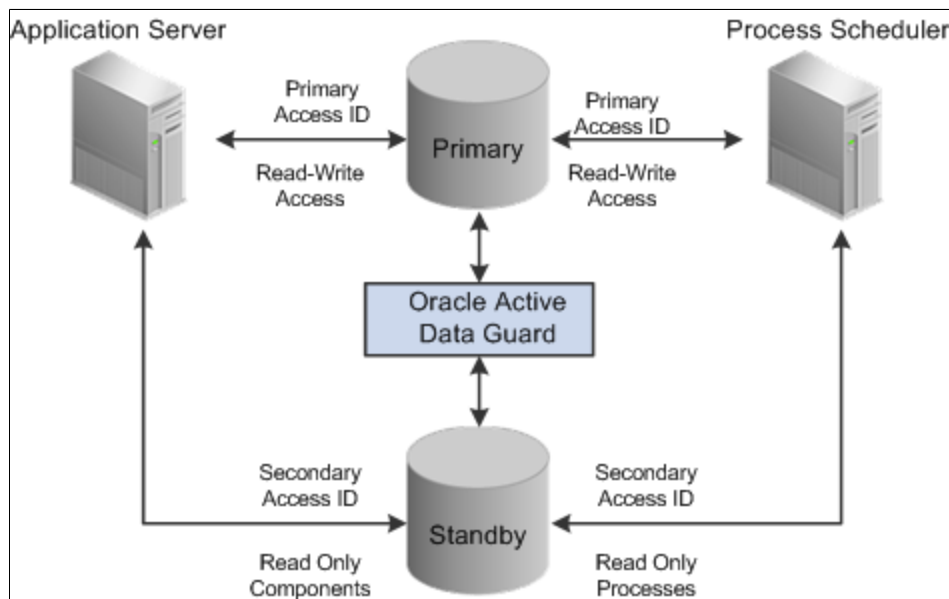 Application Server
Process Scheduler
Primary
Access ID
Primary
Access ID
Primary
Read-Write
Access
Read-Write
Access
Oracle Active
Data Guard
Secondary
Access ID
Secondary
Access ID
Standby
Read Only
Components
Read Only
Processes